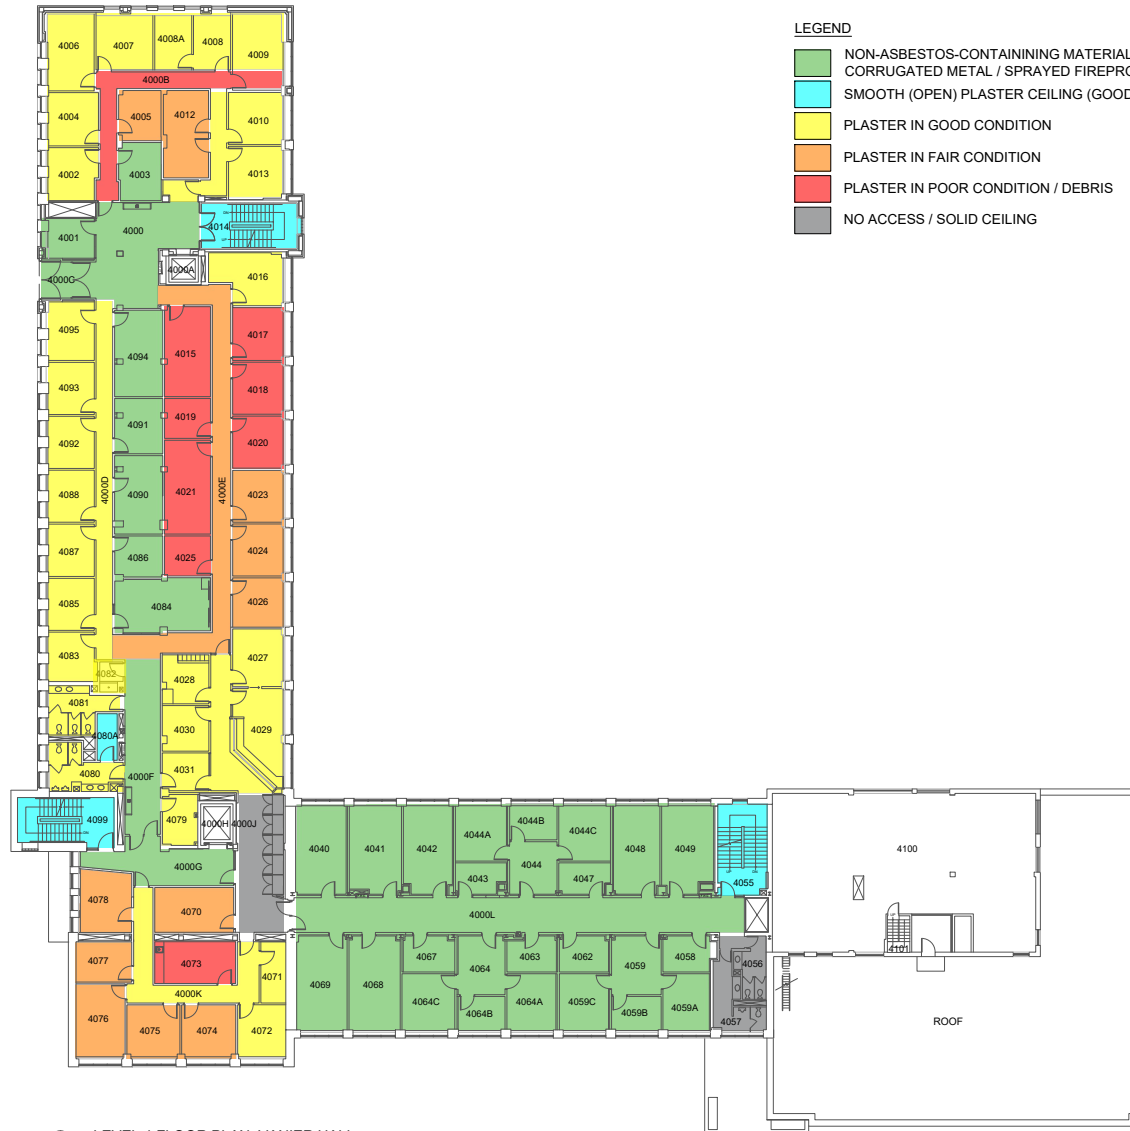 LEGEND
NON-ASBESTOS-CONTAINING MATERIAL
CORRUGATED METAL / SPRAYED
SMOOTH (OPEN) PLASTER CEILING (GOOD
PLASTER IN GOOD CONDITION
PLASTER IN FAIR CONDITION
PLASTER IN POOR CONDITION / DEBRIS
NO ACCESS / SOLID CEILING
4006
4007
4008A
4008
4009
4000B
4004
4005
4012
4010
4002
4003
4013
4001
4000
4014
4000C
4000A
4016
4095
4094
4015
4017
4093
4018
4091
4019
4092
4020
4088
4000D
4090
4021
4000E
4023
4087
4086
4025
4024
4085
4084
4026
4083
4082
4027
4028
4081
4080A
4030
4029
4080
4000F
4031
4099
4079
4000H
4000J
4000G
4040
4041
4042
4044A
4044B
4044C
4044
4043
4047
4048
4049
4055
4100
4101
4078
4070
4000L
4077
4073
4071
4000K
4076
4075
4074
4072
4069
4068
4067
4064
4063
4062
4059
4058
4056
4064C
4064B
4064A
4059C
4059B
4059A
4057
ROOF